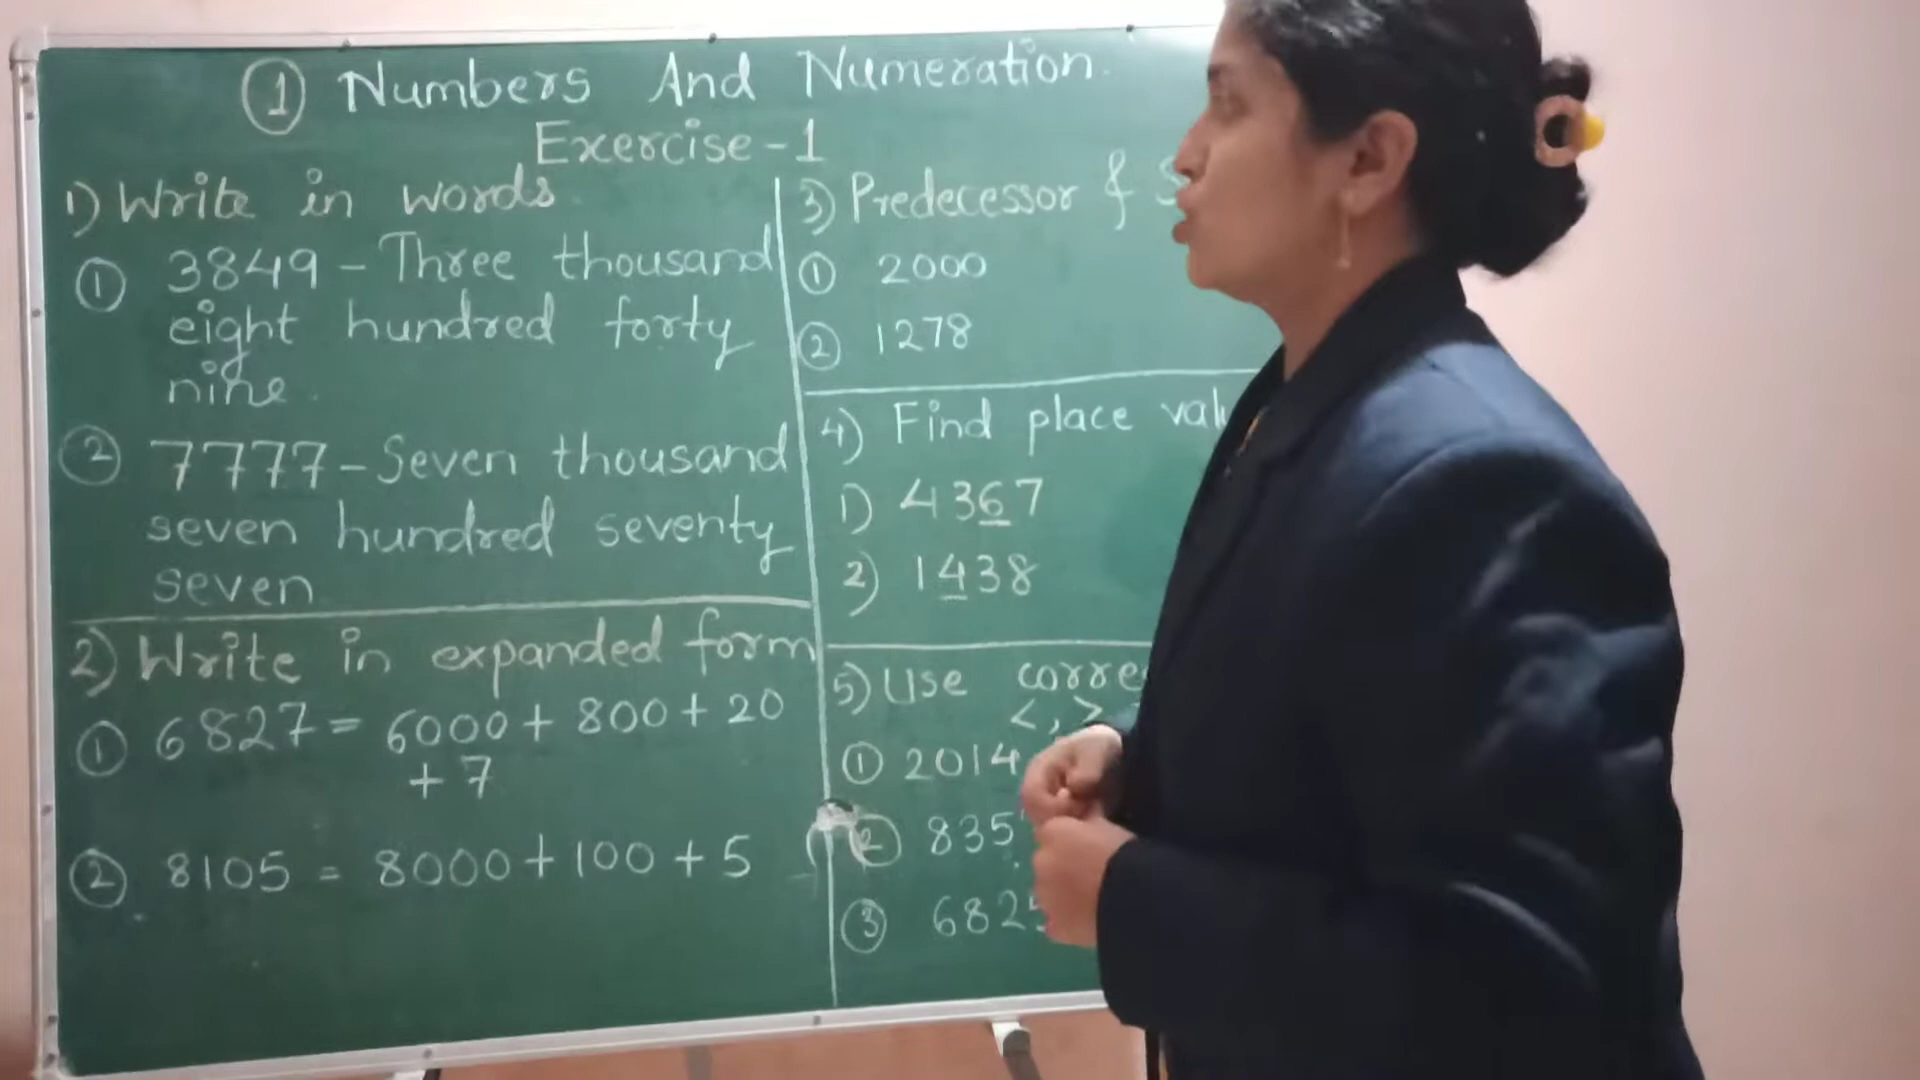 ① Numbers And Numeration.
Exercise-1
1) Write in words.
① 3849 - Three thousand
eight hundred forty
nine.
② 7777 - Seven thousand
seven hundred seventy
seven
2) Write in expanded form
① 6827 = 6000 + 800 + 20
+ 7
② 8105 = 8000 + 100 + 5
3) Predecessor &
① 2000
② 1278
4) Find place
1) 4367
2) 1438
5) Use
<, >
① 2014
② 835
③ 682